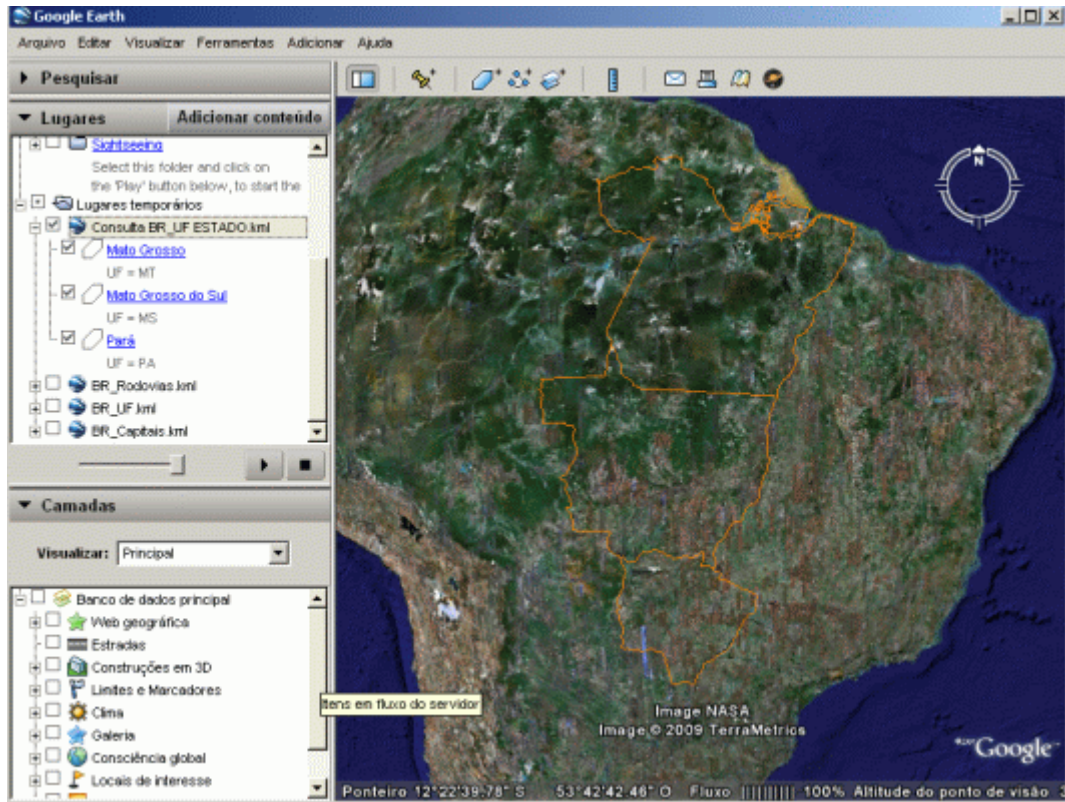 Google Earth
Arquivo Editar Visualizar Ferramentas Adicionar Ajuda
Pesquisar
Lugares Adicionar conteúdo
Sightseeing
Select this folder and click on
the 'Play' button below, to start the
Lugares temporários
Consulta BR_UF ESTADO.kml
Mato Grosso
UF = MT
Mato Grosso do Sul
UF = MS
Pará
UF = PA
BR_Rodovias.kml
BR_UF.kml
BR_Capitais.kml
Camadas
Visualizar: Principal
Banco de dados principal
Web geográfica
Estradas
Construções em 3D
Limites e Marcadores
Clima
Galeria
Consciência global
Locais de interesse
Itens em fluxo do servidor
N
Image NASA
Image © 2009 TerraMetrics
Google
Ponteiro 12°22'39,78" S 53°42'42,46" O Fluxo 100% Altitude do ponto de visão